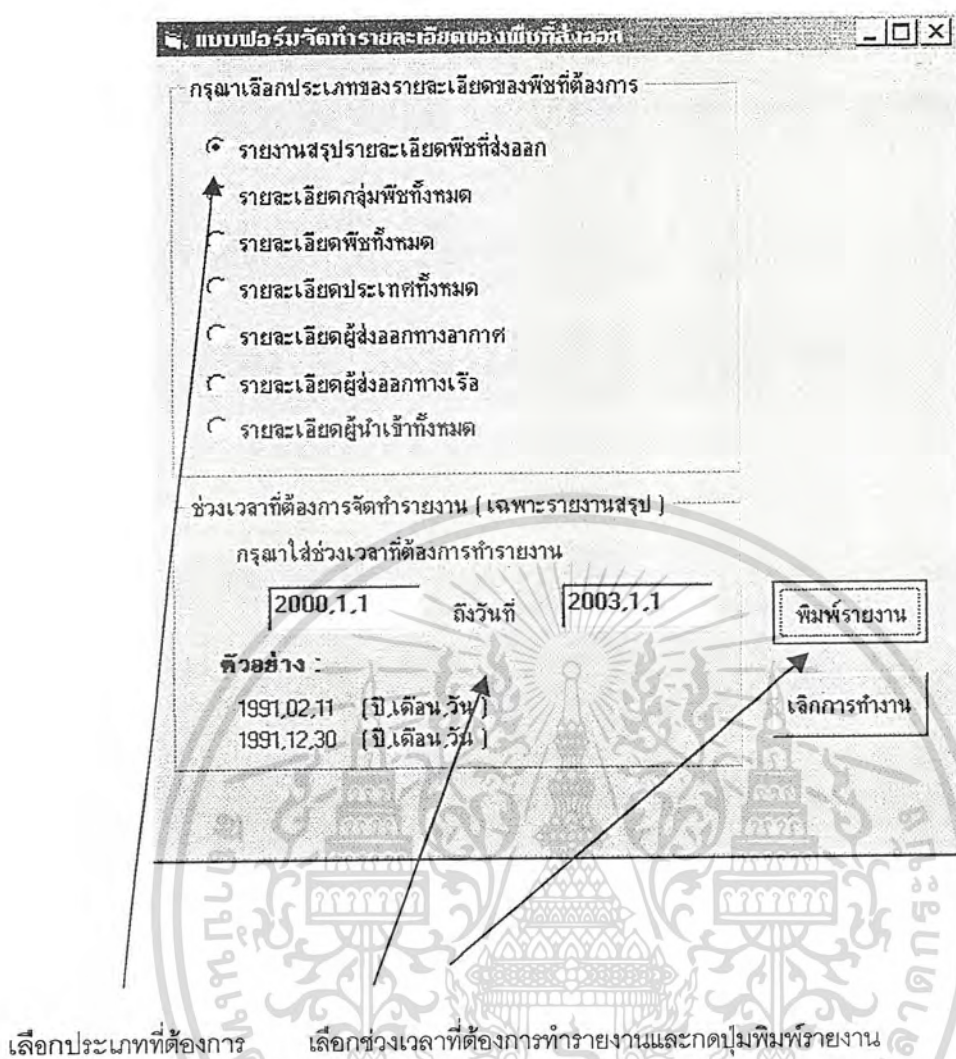 แบบฟอร์มจัดทำรายละเอียดของพืชที่ส่งออก
กรุณาเลือกประเภทของรายละเอียดของพืชที่ต้องการ
รายงานสรุปรายละเอียดพืชที่ส่งออก
รายละเอียดกลุ่มพืชทั้งหมด
รายละเอียดพืชทั้งหมด
รายละเอียดประเทศทั้งหมด
รายละเอียดผู้ส่งออกทางอากาศ
รายละเอียดผู้ส่งออกทางเรือ
รายละเอียดผู้นำเข้าทั้งหมด
ช่วงเวลาที่ต้องการจัดทำรายงาน ( เฉพาะรายงานสรุป )
กรุณาใส่ช่วงเวลาที่ต้องการทำรายงาน
2000,1,1 ถึงวันที่ 2003,1,1
พิมพ์รายงาน
ตัวอย่าง :
1991,02,11 (ปี,เดือน,วัน )
1991,12,30 (ปี,เดือน,วัน )
เลิกการทำงาน
เลือกประเภทที่ต้องการ เลือกช่วงเวลาที่ต้องการทำรายงานและกดปุ่มพิมพ์รายงาน